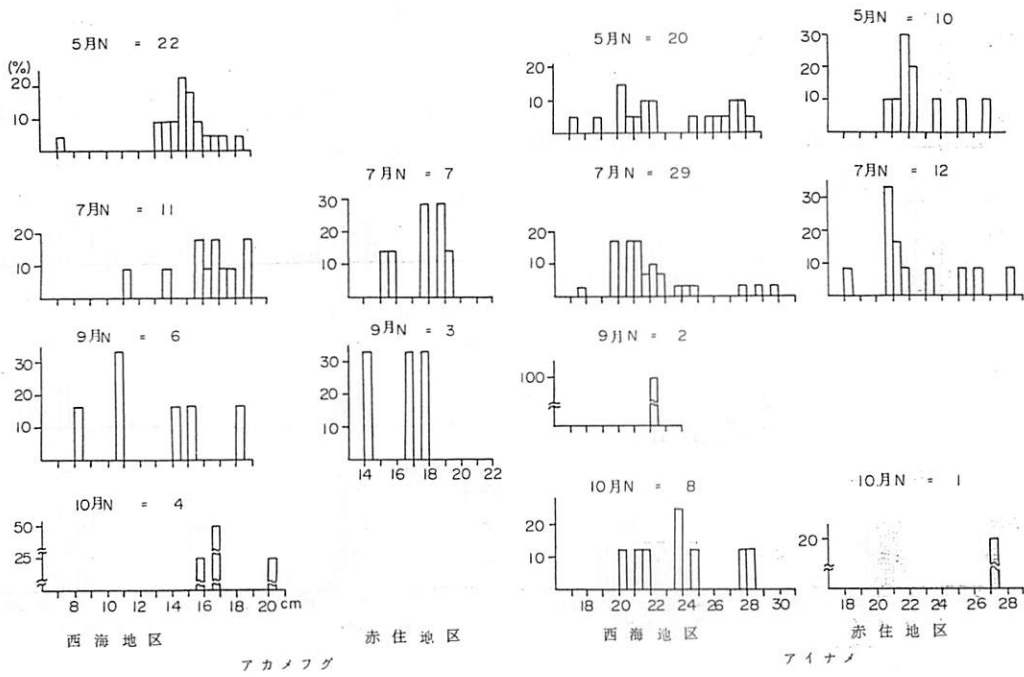 5月N = 22
(%)
20
10
7月N = 11
20
10
9月N = 6
30
20
10
10月N = 4
50
25
8 10 12 14 16 18 20 cm
西海地区
7月N = 7
30
20
10
9月N = 3
30
20
10
14 16 18 20 22
赤住地区
アカメフグ
5月N = 20
20
10
7月N = 29
20
10
9月N = 2
100
10月N = 8
20
10
18 20 22 24 26 28 30
西海地区
5月N = 10
30
20
10
7月N = 12
30
20
10
10月N = 1
20
18 20 22 24 26 28
赤住地区
アイナメ